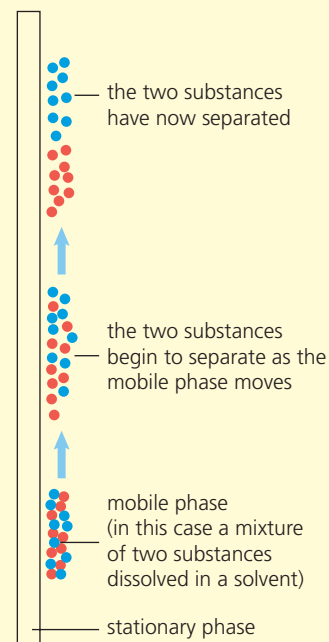 the two substances
have now separated
the two substances
begin to separate as the
mobile phase moves
mobile phase
(in this case a mixture
of two substances
dissolved in a solvent)
stationary phase